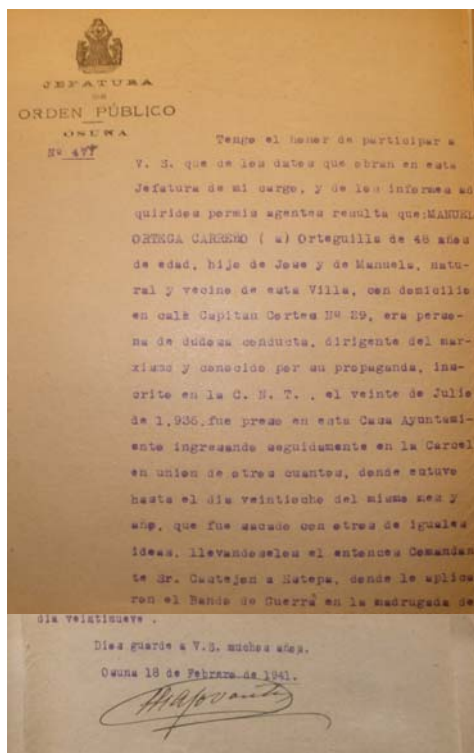 JEFATURA
DE
ORDEN PÚBLICO
OSUNA
Nº 477
Tengo el honor de participar a
V. S. que de los datos que obran en esta
Jefatura de mi cargo, y de los informes ad
quiridos permis agentes resulta que:MANUEL
ORTEGA CARREÑO ( a) Orteguilla de 48 años
de edad, hijo de Jose y de Manuela, natu-
ral y vecino de esta Villa, con domicilio
en calle Capitan Cortes Nº 29, era perso-
na de dudosa conducta, dirigente del mar-
xismo y conocido por su propaganda, ins-
crito en la C. N. T. , el veinte de Julio
de 1.936,fue preso en esta Casa Ayuntami-
ento ingresando seguidamente en la Carcel
en union de otros cuantos, donde estuvo
hasta el dia veintiocho del mismo mes y
año, que fue sacado con otros de iguales
ideas, llevandoselos el entonces Comandan
te Sr. Castejon a Estepa, donde le aplica
ron el Bando de Guerra en la madrugada de
dia veintinueve .
Dios guarde a V.S. muchos años.
Osuna 18 de Febrero de 1941.